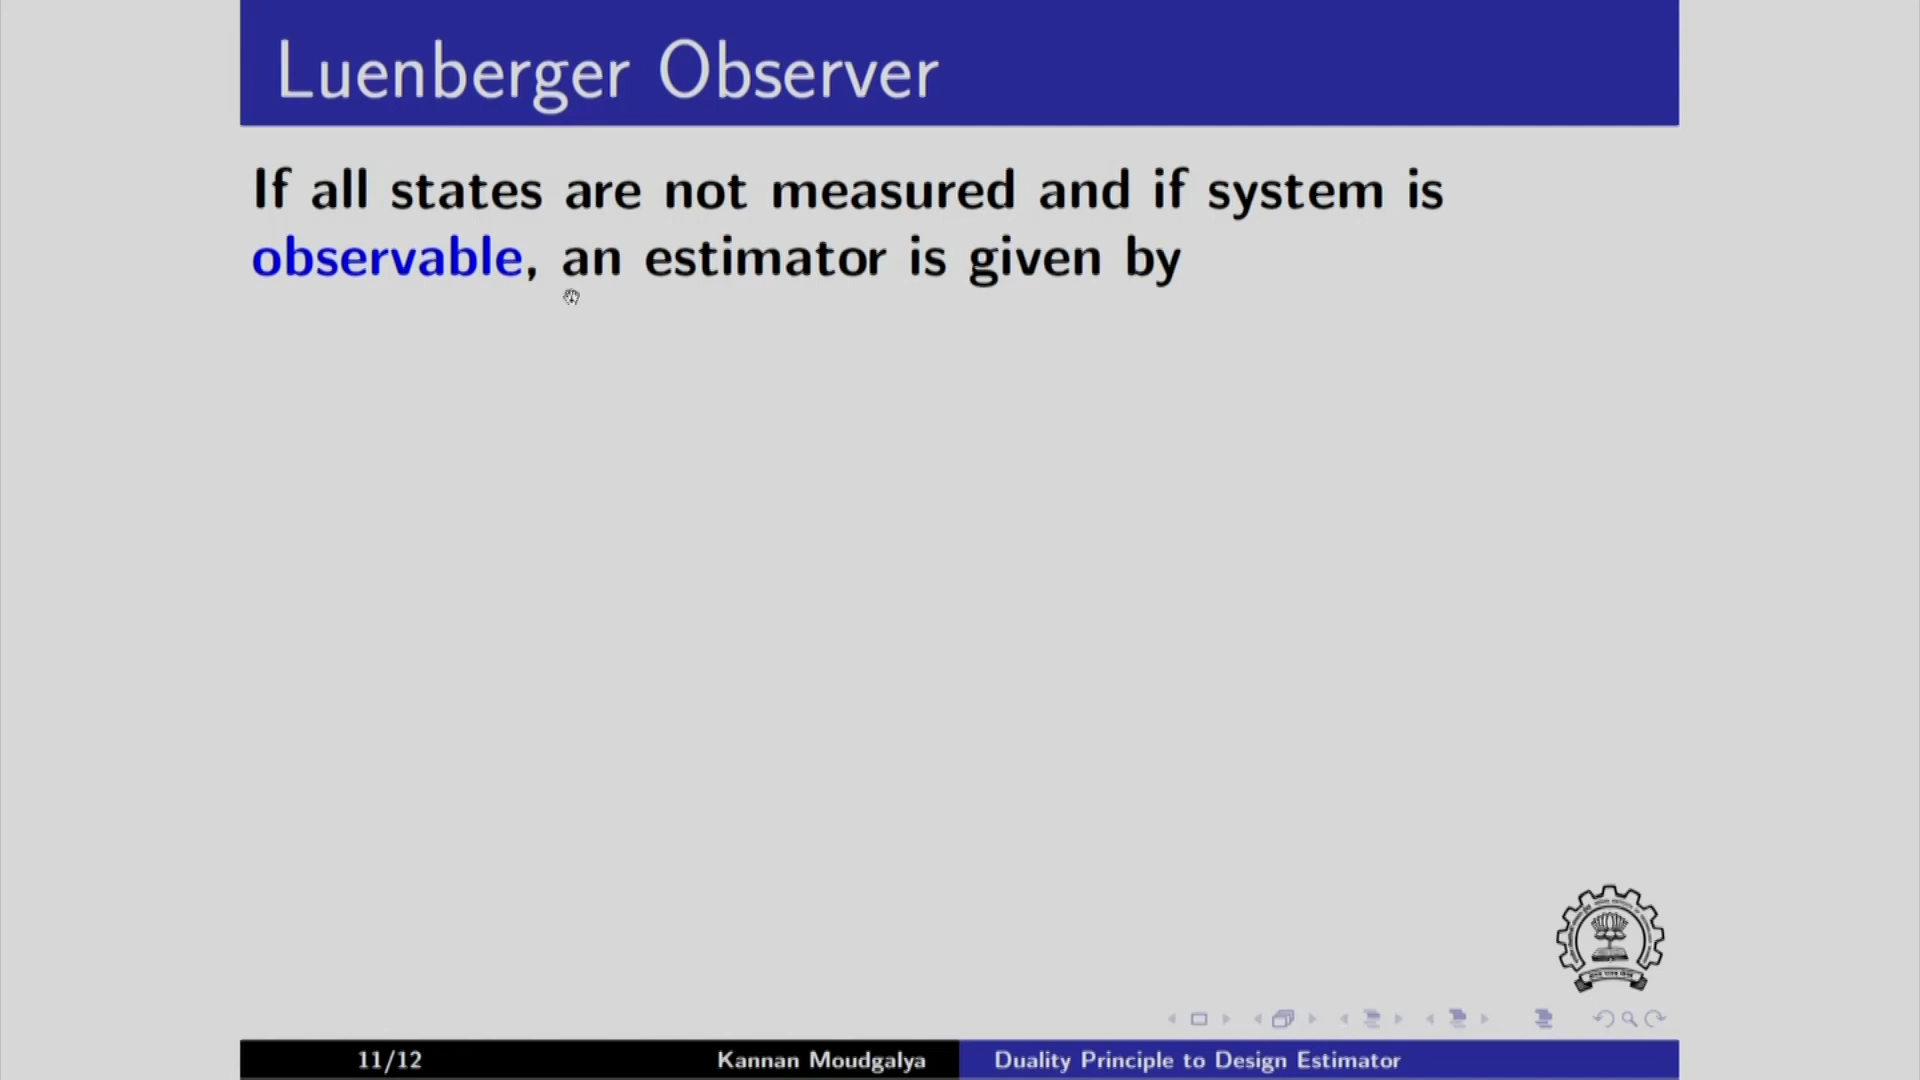 Luenberger Observer
If all states are not measured and if system is
observable, an estimator is given by
11/12
Kannan Moudgalya
Duality Principle to Design Estimator